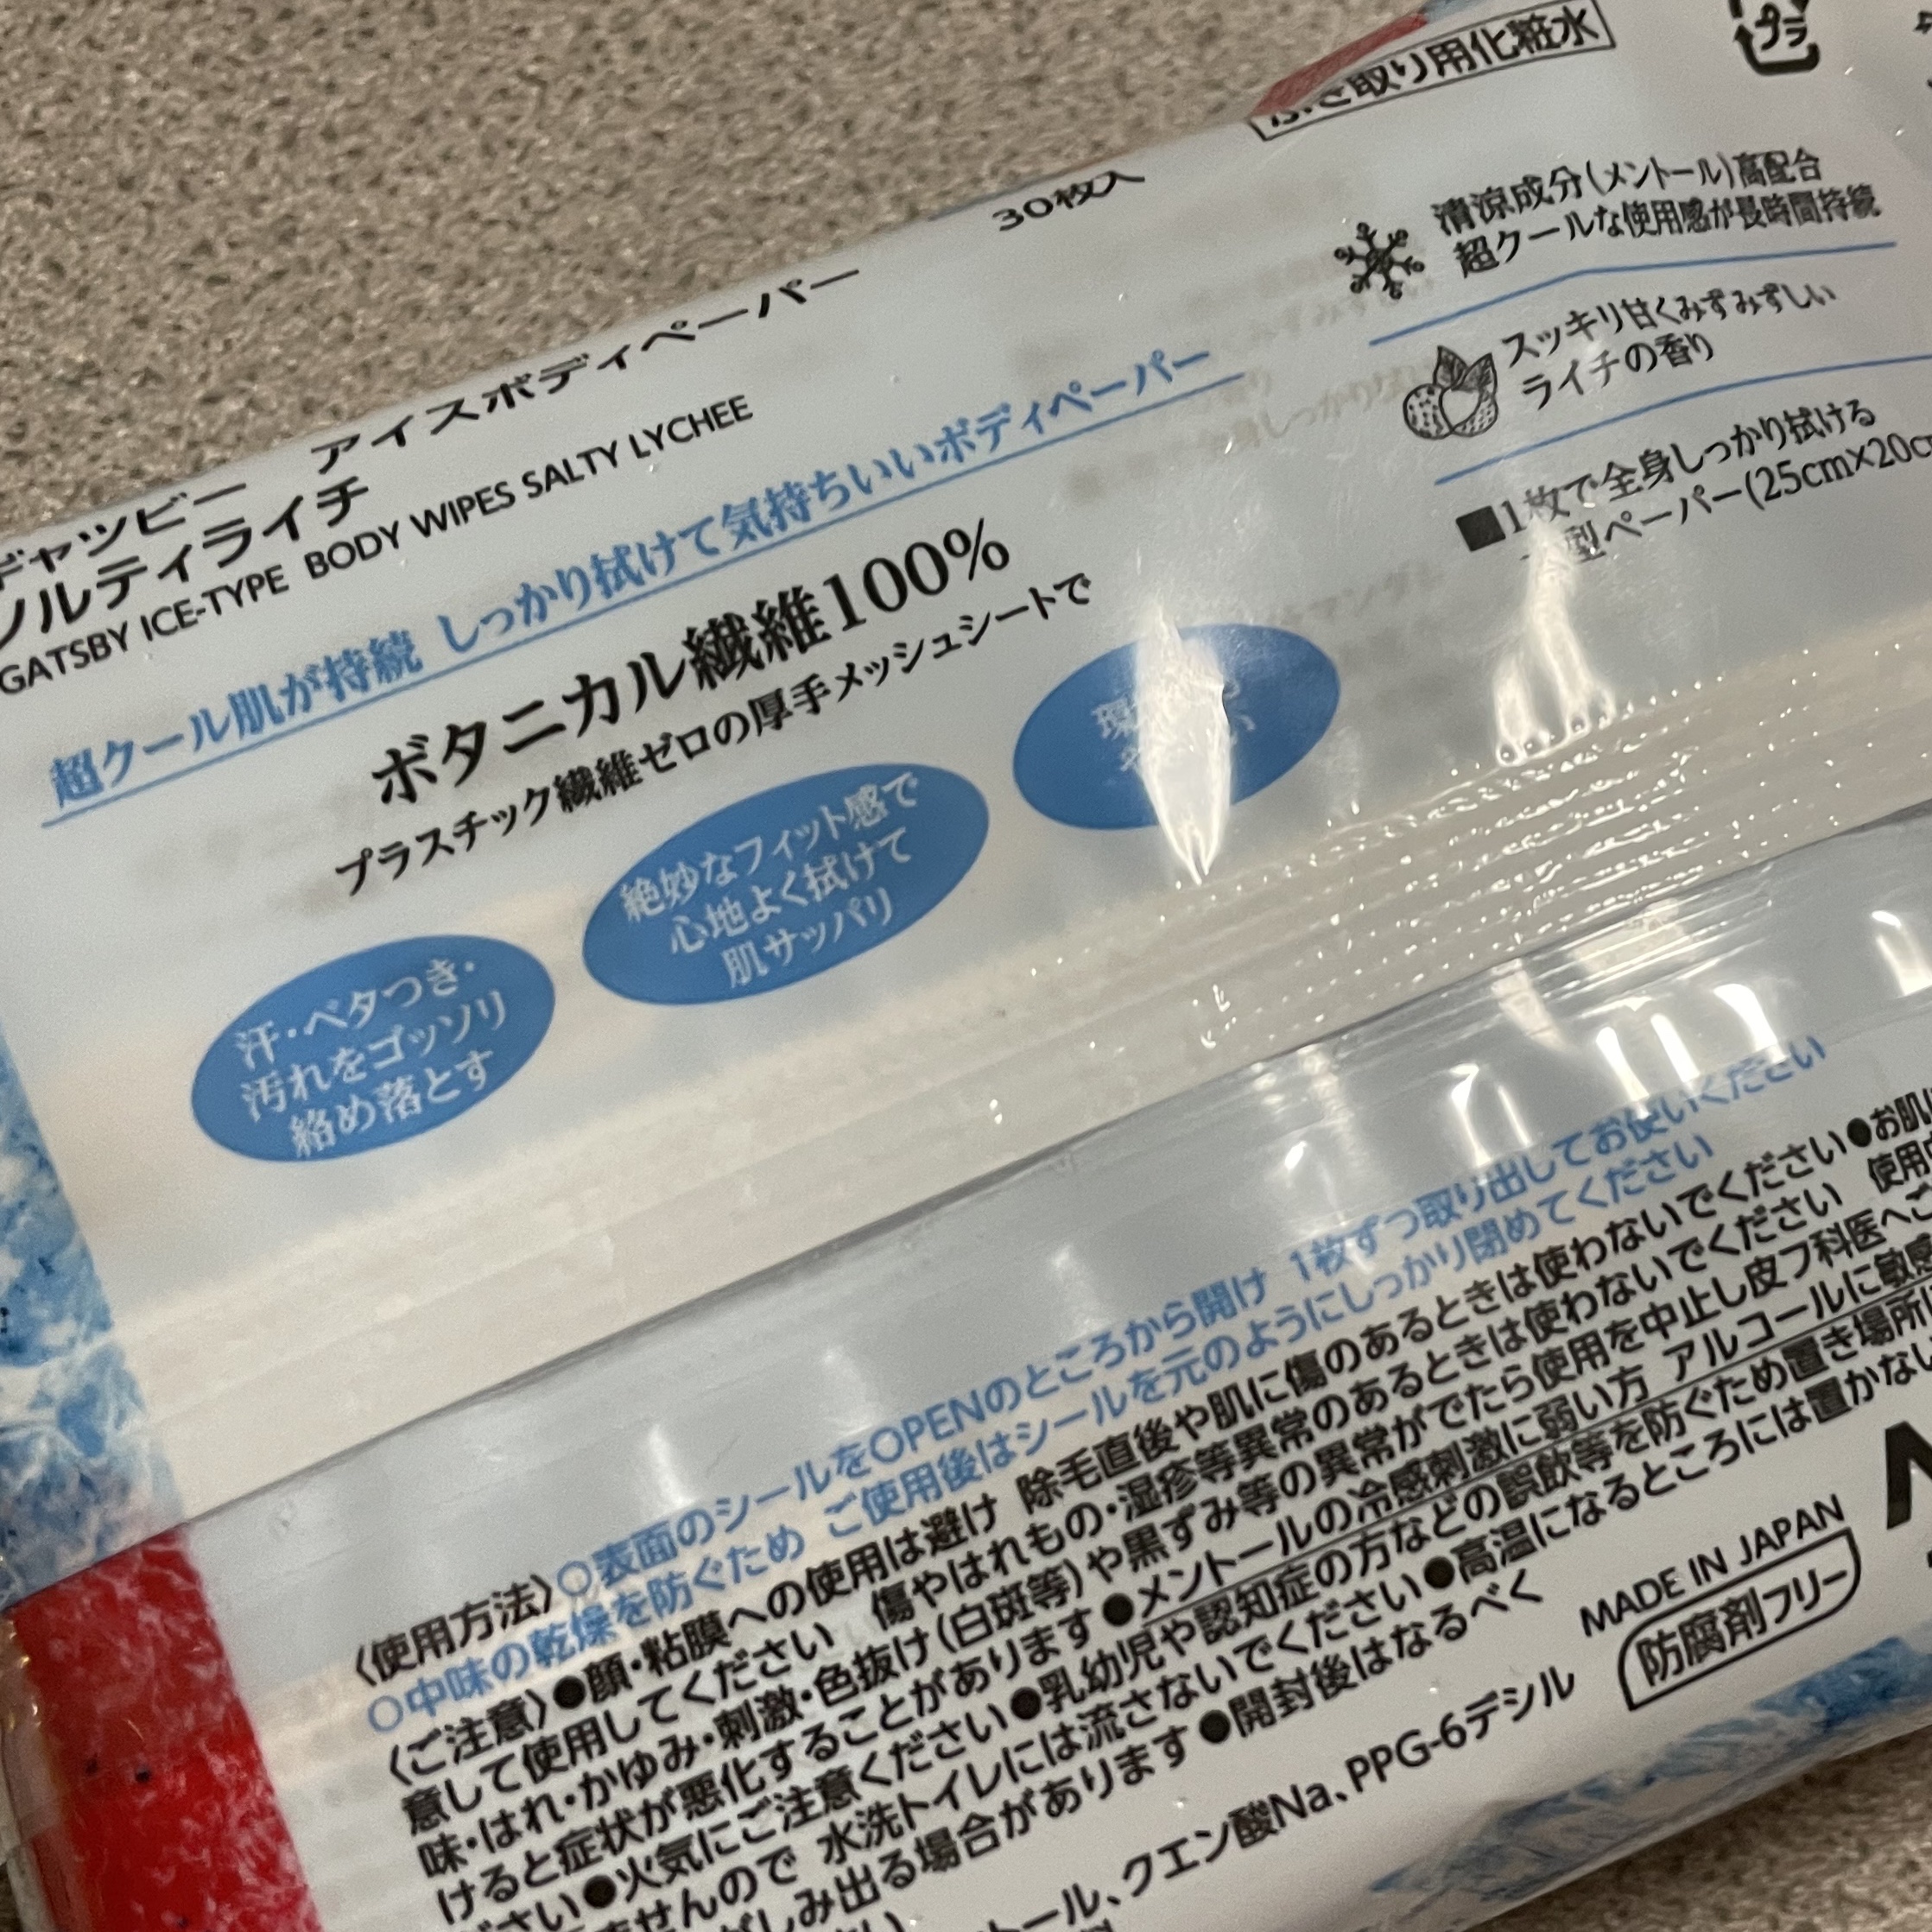 ふき取り用化粧水
プラ
30枚入
ギャツビー アイスボディペーパー
ソルティライチ
GATSBY ICE-TYPE BODY WIPES SALTY LYCHEE
超クール肌が持続 しっかり拭けて気持ちいいボディペーパー
ボタニカル繊維100%
プラスチック繊維ゼロの厚手メッシュシートで
汗・ベタつき・
汚れをゴッソリ
絡め落とす
絶妙なフィット感で
心地よく拭けて
肌サッパリ
清涼成分(メントール)高配合
超クールな使用感が長時間持続
スッキリ甘くみずみずしい
ライチの香り
■1枚で全身しっかり拭ける
型ペーパー(25cm×20c
〈使用方法〉○表面のシールをOPENのところから開け 1枚ずつ取り出してお使いください
○中味の乾燥を防ぐため ご使用後はシールを元のようにしっかり閉めてください
〈ご注意〉●顔・粘膜への使用は避け 除毛直後や肌に傷のあるときは使わないでください●お肌に
意して使用してください 傷やはれもの・湿疹等異常のあるときは使わないでください 使用
味・はれ・かゆみ・刺激・色抜け(白斑等)や黒ずみ等の異常がでたら使用を中止し皮フ科医へご
けると症状が悪化することがあります●メントールの冷感刺激に弱い方 アルコールに敏感
ださい●火気にご注意ください●乳幼児や認知症の方などの誤飲等を防ぐため置き場所に
ませんので 水洗トイレには流さないでください●高温になるところには置かない
がしみ出る場合があります●開封後はなるべく
さい
トール、クエン酸Na、PPG-6デシル
MADE IN JAPAN
防腐剤フリー